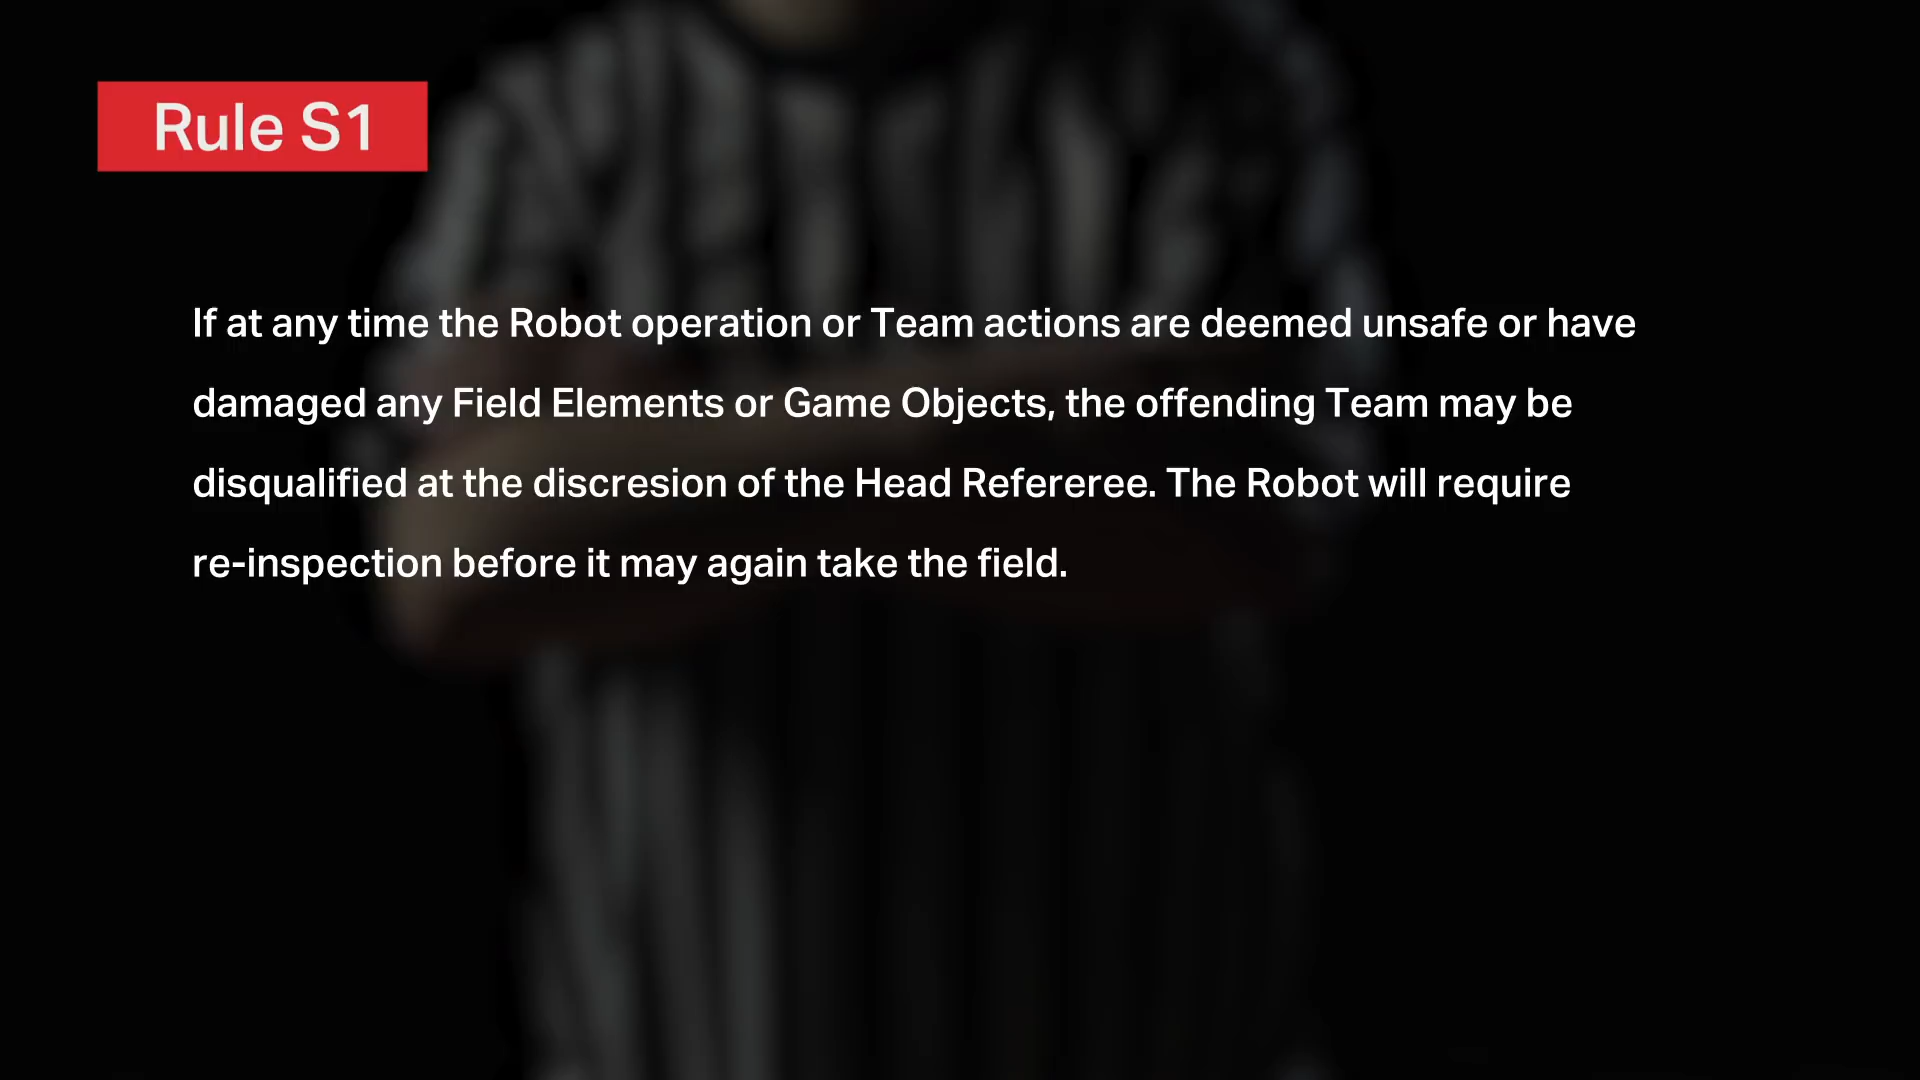 Rule S1
If at any time the Robot operation or Team actions are deemed unsafe or have
damaged any Field Elements or Game Objects, the offending Team may be
disqualified at the discresion of the Head Refereree. The Robot will require
re-inspection before it may again take the field.